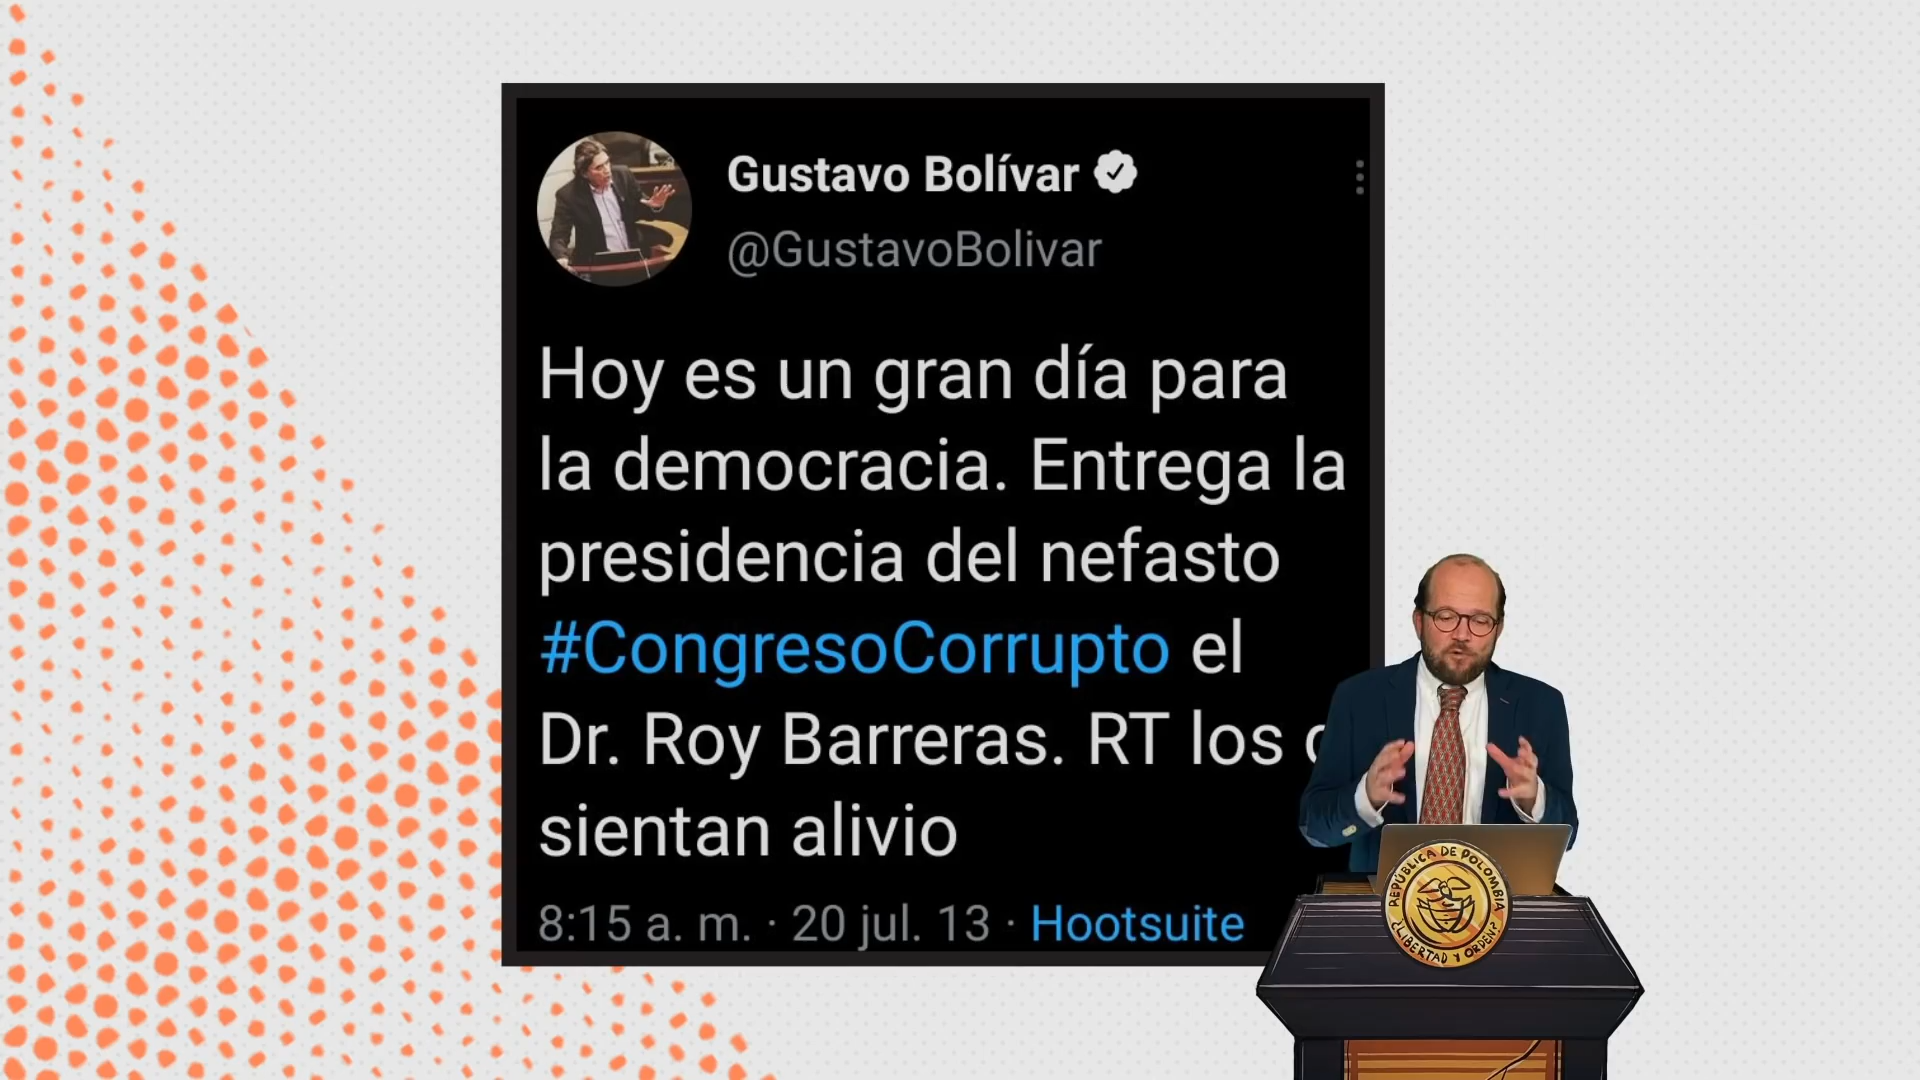 Gustavo Bolívar
@GustavoBolivar
Hoy es un gran día para
la democracia. Entrega la
presidencia del nefasto
#CongresoCorrupto el
Dr. Roy Barreras. RT los
sientan alivio
8:15 a. m. · 20 jul. 13 · Hootsuite
REPÚBLICA DE POLOMBIA
¿LIBERTAD Y ORDEN?